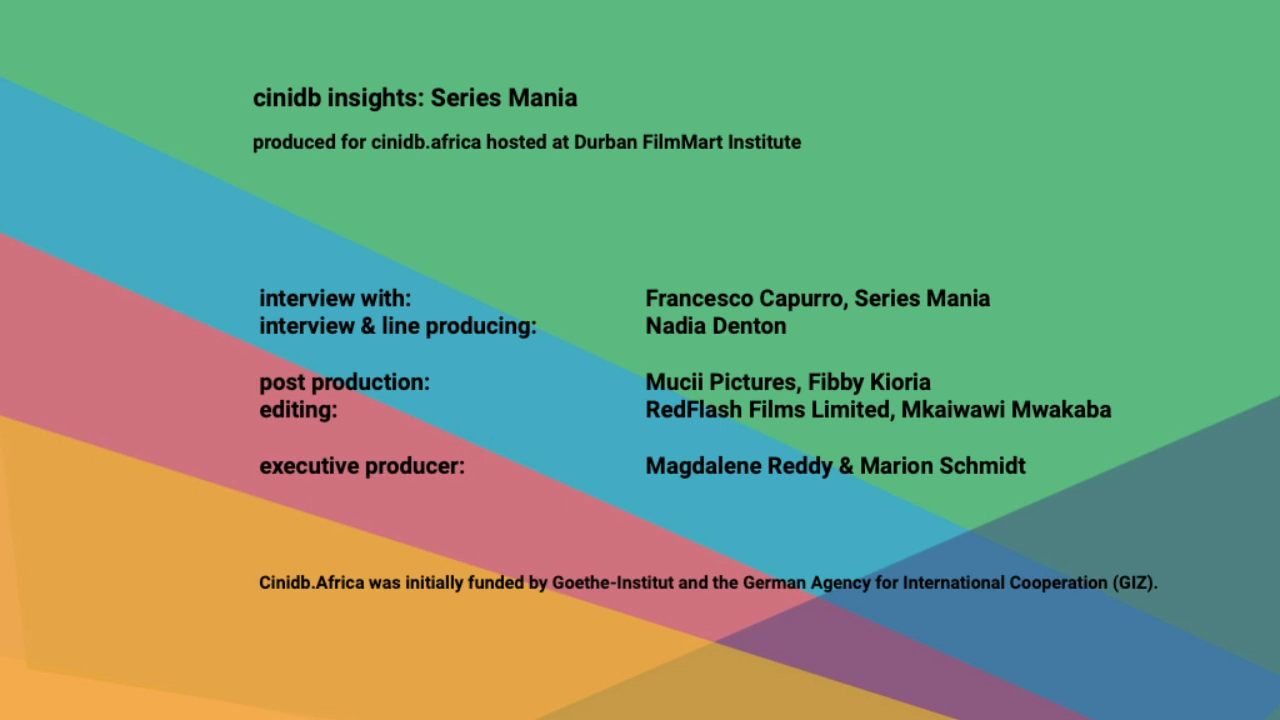 cinidb insights: Series Mania
produced for cinidb.africa hosted at Durban FilmMart Institute
interview with: Francesco Capurro, Series Mania
interview & line producing: Nadia Denton
post production: Mucii Pictures, Fibby Kioria
editing: RedFlash Films Limited, Mkaiwawi Mwakaba
executive producer: Magdalene Reddy & Marion Schmidt
Cinidb.Africa was initially funded by Goethe-Institut and the German Agency for International Cooperation (GIZ).